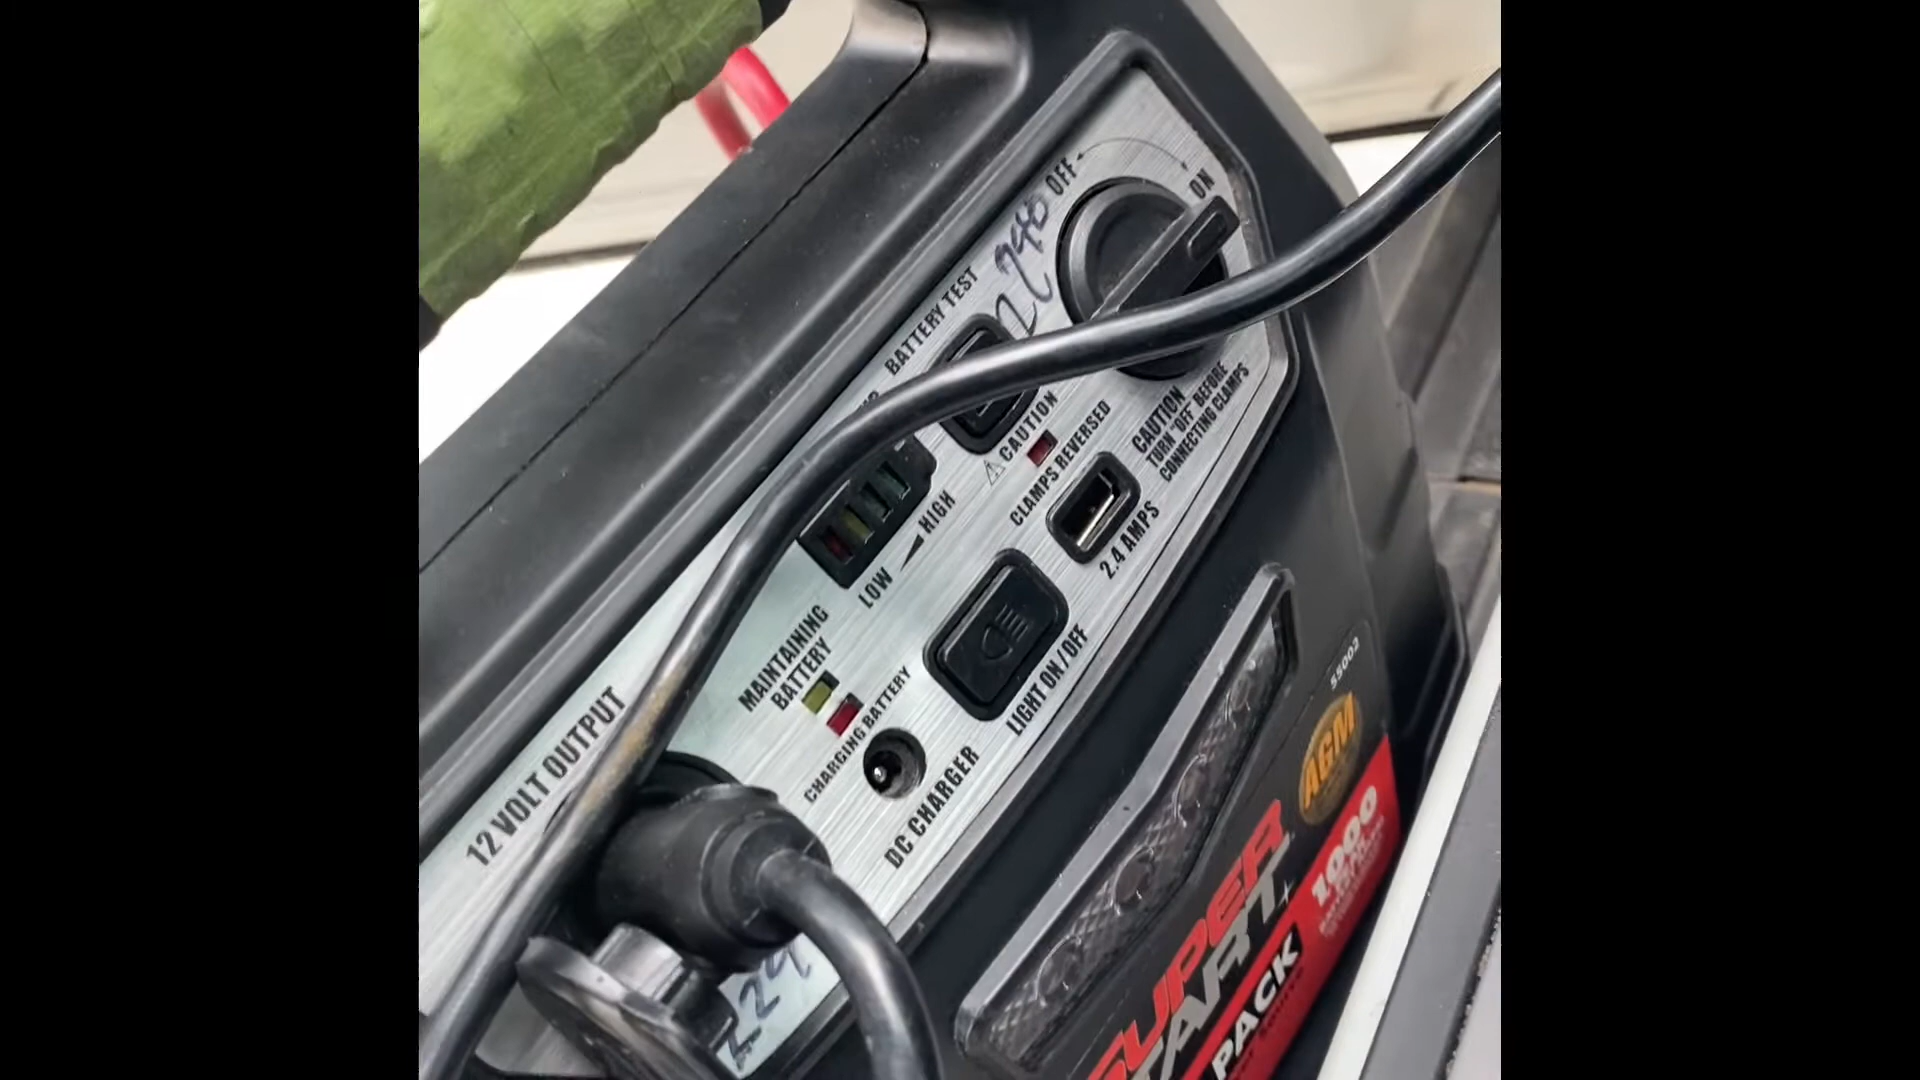 OFF
ON
BATTERY TEST
CAUTION
TURN "OFF" BEFORE
CONNECTING CLAMPS
CAUTION
CLAMPS REVERSED
HIGH
LOW
2.4 AMPS
LIGHT ON/OFF
MAINTAINING
BATTERY
CHARGING BATTERY
DC CHARGER
12 VOLT OUTPUT
55002
AGM
1000
SUPER
START
PACK